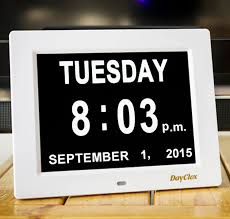 TUESDAY
8:03 p.m.
SEPTEMBER 1, 2015
DayClox